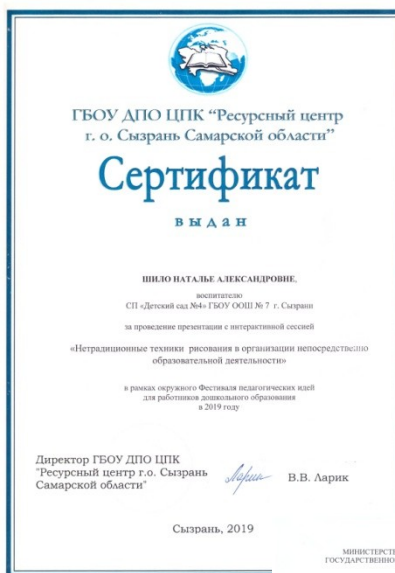 ГБОУ ДПО ЦПК “Ресурсный центр
г. о. Сызрань Самарской области”
Сертификат
выдан
ШИЛО НАТАЛЬЕ АЛЕКСАНДРОВНЕ,
воспитателю
СП «Детский сад №4» ГБОУ ООШ № 7 г. Сызрани
за проведение презентации с интерактивной сессией
«Нетрадиционные техники рисования в организации непосредственно
образовательной деятельности»
в рамках окружного Фестиваля педагогических идей
для работников дошкольного образования
в 2019 году
Директор ГБОУ ДПО ЦПК
"Ресурсный центр г.о. Сызрань
Самарской области"
В.В. Ларик
Сызрань, 2019
МИНИСТЕРСТ
ГОСУДАРСТВЕННО